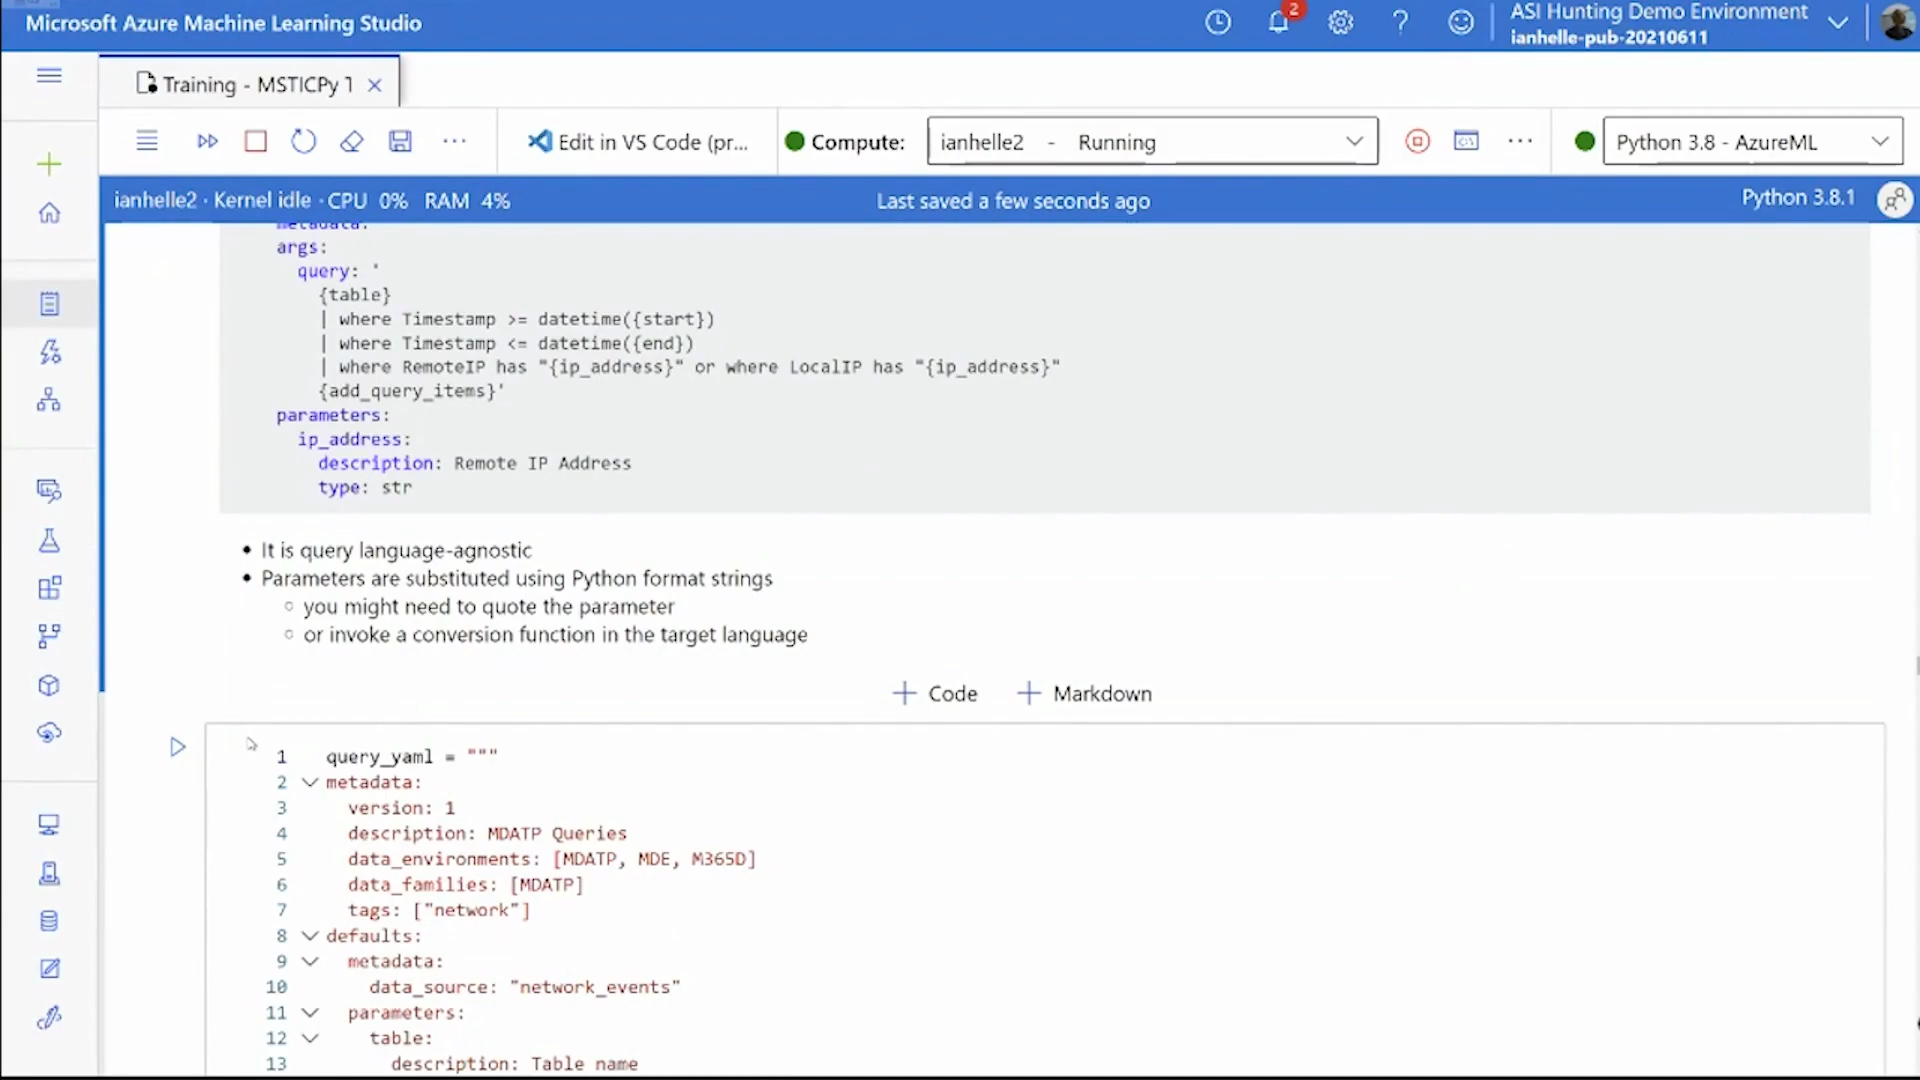 Microsoft Azure Machine Learning Studio
2
ASI Hunting Demo Environment
ianhelle-pub-20210611
Training - MSTICPy 1
Edit in VS Code (pr...
Compute:
ianhelle2 - Running
Python 3.8 - AzureML
ianhelle2 · Kernel idle · CPU 0% RAM 4%
Last saved a few seconds ago
Python 3.8.1
metadata:
args:
query: '
{table}
| where Timestamp >= datetime({start})
| where Timestamp <= datetime({end})
| where RemoteIP has "{ip_address}" or where LocalIP has "{ip_address}"
{add_query_items}'
parameters:
ip_address:
description: Remote IP Address
type: str
• It is query language-agnostic
• Parameters are substituted using Python format strings
○ you might need to quote the parameter
○ or invoke a conversion function in the target language
+ Code + Markdown
1 query_yaml = """
2 metadata:
3 version: 1
4 description: MDATP Queries
5 data_environments: [MDATP, MDE, M365D]
6 data_families: [MDATP]
7 tags: ["network"]
8 defaults:
9 metadata:
10 data_source: "network_events"
11 parameters:
12 table:
13 description: Table name